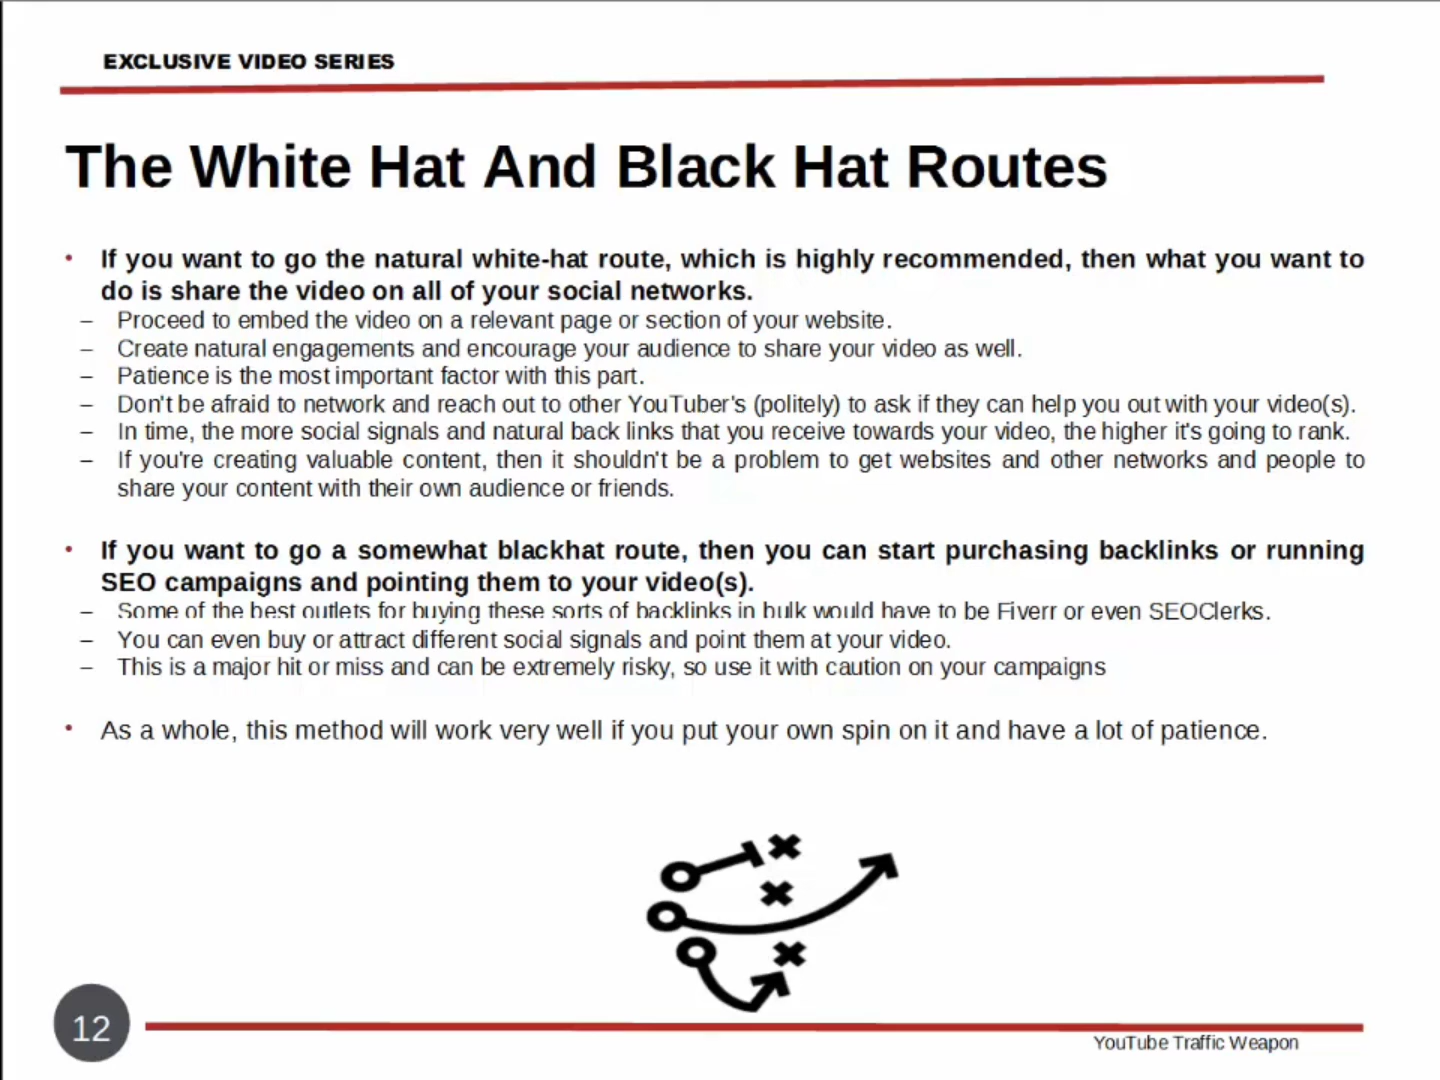 EXCLUSIVE VIDEO SERIES
The White Hat And Black Hat Routes
• If you want to go the natural white-hat route, which is highly recommended, then what you want to
do is share the video on all of your social networks.
– Proceed to embed the video on a relevant page or section of your website.
– Create natural engagements and encourage your audience to share your video as well.
– Patience is the most important factor with this part.
– Don't be afraid to network and reach out to other YouTuber's (politely) to ask if they can help you out with your video(s).
– In time, the more social signals and natural back links that you receive towards your video, the higher it's going to rank.
– If you're creating valuable content, then it shouldn't be a problem to get websites and other networks and people to
share your content with their own audience or friends.
• If you want to go a somewhat blackhat route, then you can start purchasing backlinks or running
SEO campaigns and pointing them to your video(s).
– Some of the best outlets for buying these sorts of backlinks in bulk would have to be Fiverr or even SEOClerks.
– You can even buy or attract different social signals and point them at your video.
– This is a major hit or miss and can be extremely risky, so use it with caution on your campaigns
• As a whole, this method will work very well if you put your own spin on it and have a lot of patience.
12
YouTube Traffic Weapon